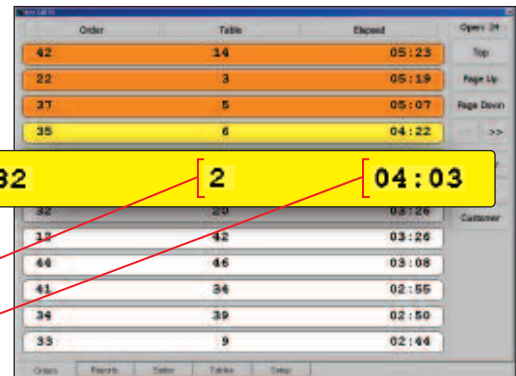 Order Table Elapsed Open: 24
42 14 05:23 Top
22 3 05:19 Page Up
37 5 05:07 Page Down
35 6 04:22 >>
32 2 04:03
32 20 03:26 Customer
12 42 03:26
44 46 03:08
41 34 02:55
34 39 02:50
33 9 02:44
Orders Reports Tables Setup